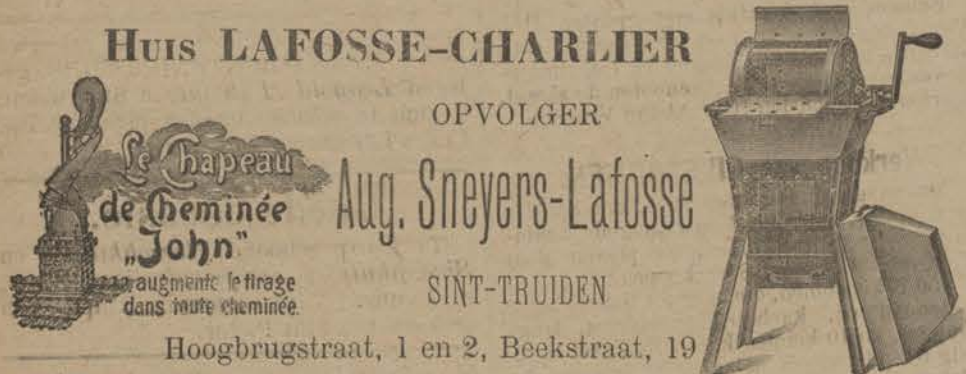 Huis LAFOSSE-CHARLIER
OPVOLGER
Aug. Sneyers-Lafosse
SINT-TRUIDEN
Hoogbrugstraat, 1 en 2, Beekstraat, 19
Le Chapeau
de Cheminée
„John"
augmente le tirage
dans toute cheminée.